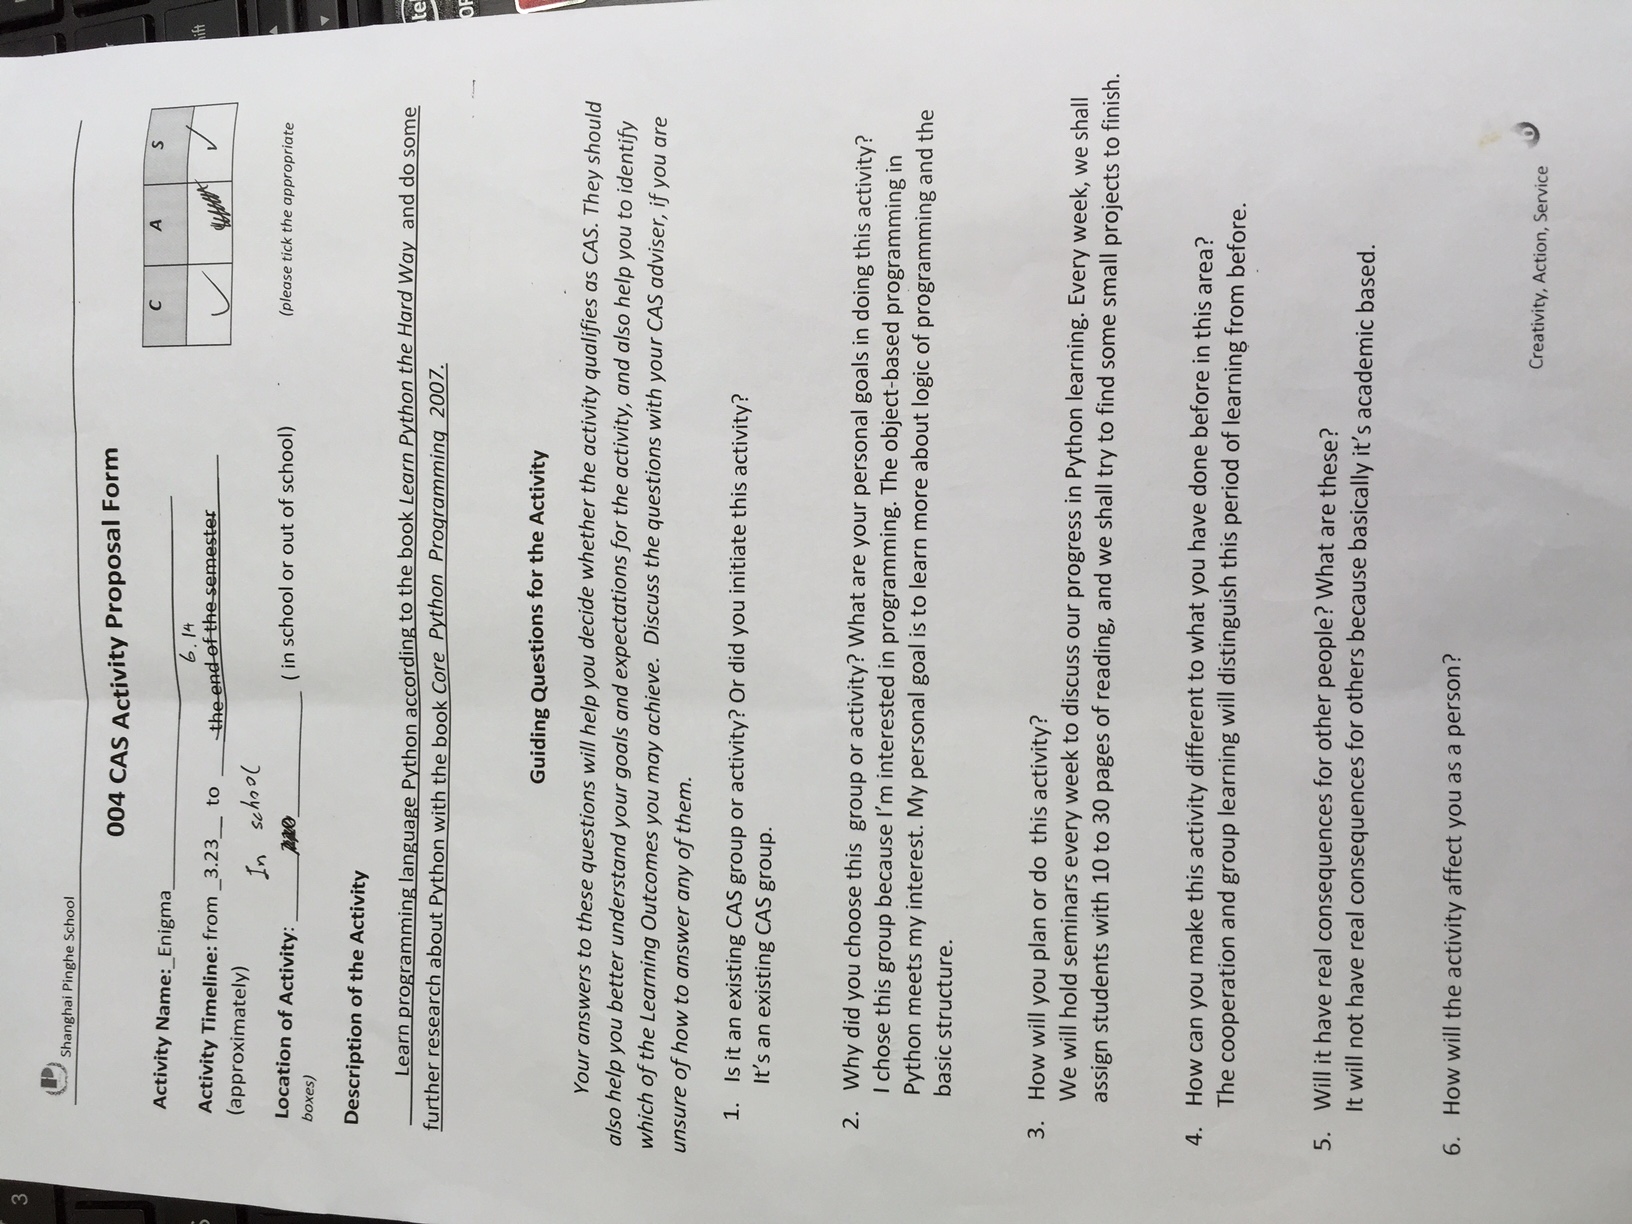 Shanghai Pinghe School
004 CAS Activity Proposal Form
Activity Name:_Enigma
C A S
6.14
Activity Timeline: from _3.23__ to the end of the semester
(approximately)
In school
Location of Activity: ( in school or out of school) (please tick the appropriate
boxes)
Description of the Activity
Learn programming language Python according to the book Learn Python the Hard Way and do some
further research about Python with the book Core Python Programming 2007.
Guiding Questions for the Activity
Your answers to these questions will help you decide whether the activity qualifies as CAS. They should
also help you better understand your goals and expectations for the activity, and also help you to identify
which of the Learning Outcomes you may achieve. Discuss the questions with your CAS adviser, if you are
unsure of how to answer any of them.
1. Is it an existing CAS group or activity? Or did you initiate this activity?
It's an existing CAS group.
2. Why did you choose this group or activity? What are your personal goals in doing this activity?
I chose this group because I'm interested in programming. The object-based programming in
Python meets my interest. My personal goal is to learn more about logic of programming and the
basic structure.
3. How will you plan or do this activity?
We will hold seminars every week to discuss our progress in Python learning. Every week, we shall
assign students with 10 to 30 pages of reading, and we shall try to find some small projects to finish.
4. How can you make this activity different to what you have done before in this area?
The cooperation and group learning will distinguish this period of learning from before.
5. Will it have real consequences for other people? What are these?
It will not have real consequences for others because basically it's academic based.
6. How will the activity affect you as a person?
Creativity, Action, Service 6